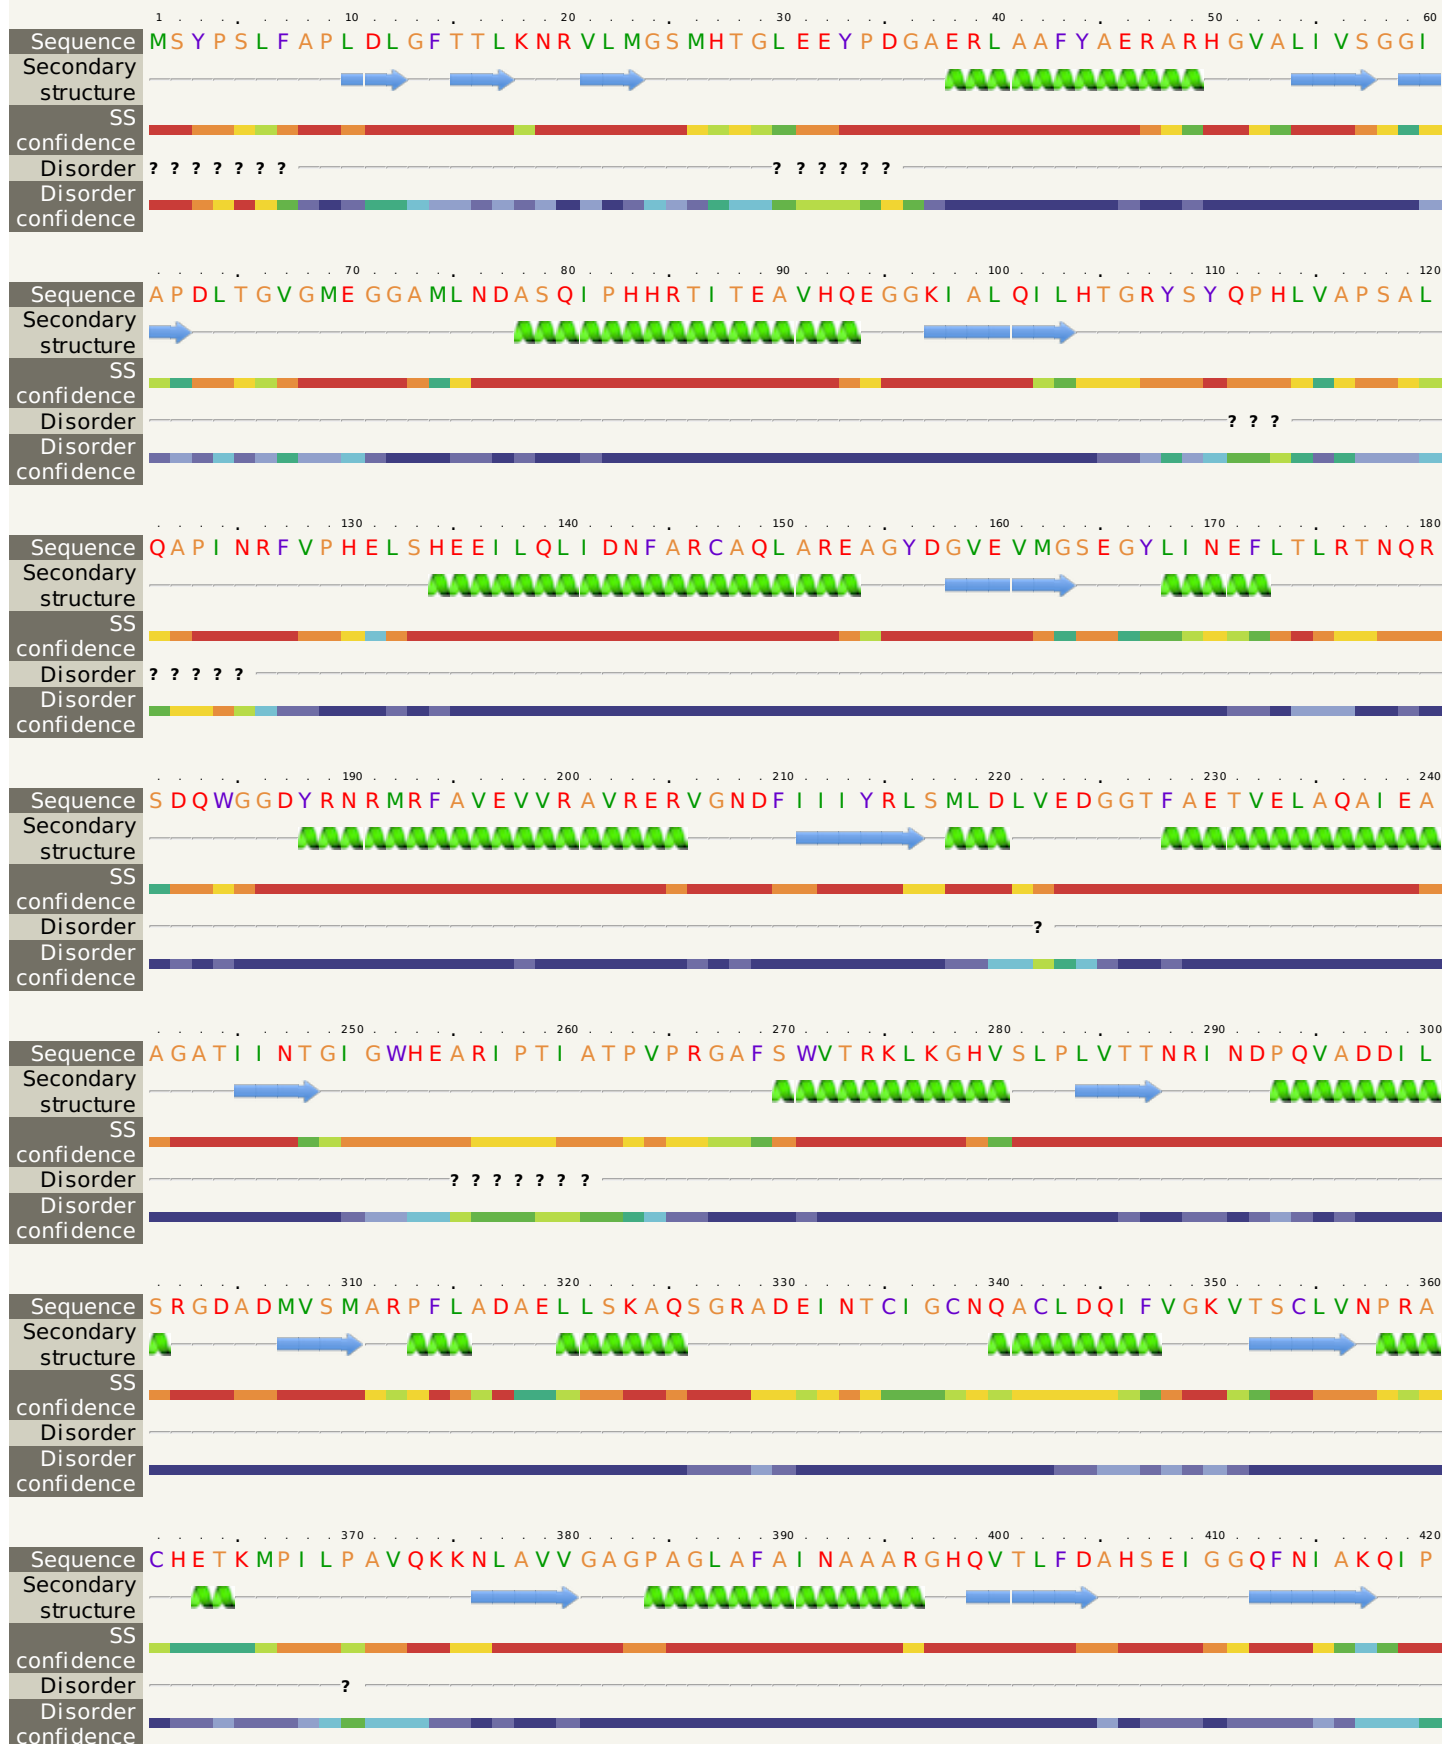 1 . . . . . . . . 10 . . . . . . . . . 20 . . . . . . . . . 30 . . . . . . . . . 40 . . . . . . . . . 50 . . . . . . . . . 60
Sequence MSYPSLFAPLDLGFTTLKNRVLMGSMHTGLEEYPDGAERLAAFYAERARHGVALIVSGGI
Secondary
structure
SS
confidence
Disorder ? ? ? ? ? ? ? ? ? ? ? ? ?
Disorder
confidence
. . . . . . . . . 70 . . . . . . . . . 80 . . . . . . . . . 90 . . . . . . . . . 100 . . . . . . . . . 110 . . . . . . . . . 120
Sequence APDLTGVGMEGGAMLNDASQIPHHRTITEAVHQEGGKIALQILHTGRYSYQPHLVAPSAL
Secondary
structure
SS
confidence
Disorder ? ? ?
Disorder
confidence
. . . . . . . . . 130 . . . . . . . . . 140 . . . . . . . . . 150 . . . . . . . . . 160 . . . . . . . . . 170 . . . . . . . . . 180
Sequence QAPINRFVPHELSHEEILQLIDNFARCAQLAREAGYDGVEVMGSEGYLINEFLTLRTNQR
Secondary
structure
SS
confidence
Disorder ? ? ? ? ?
Disorder
confidence
. . . . . . . . . 190 . . . . . . . . . 200 . . . . . . . . . 210 . . . . . . . . . 220 . . . . . . . . . 230 . . . . . . . . . 240
Sequence SDQWGGDYRNRMRFAVEVVRAVRERVGNDFIIIYRLSMLDLVEDGGTFAETVELAQAIEA
Secondary
structure
SS
confidence
Disorder ?
Disorder
confidence
. . . . . . . . . 250 . . . . . . . . . 260 . . . . . . . . . 270 . . . . . . . . . 280 . . . . . . . . . 290 . . . . . . . . . 300
Sequence AGATIINTGIGWHEARIPTIATPVPRGAFSWVTRKLKGHVSLPLVTTNRINDPQVADDIL
Secondary
structure
SS
confidence
Disorder ? ? ? ? ? ? ?
Disorder
confidence
. . . . . . . . . 310 . . . . . . . . . 320 . . . . . . . . . 330 . . . . . . . . . 340 . . . . . . . . . 350 . . . . . . . . . 360
Sequence SRGDADMVSMARPFLADAELLSKAQSGRADEINTCIGCNQACLDQIFVGKVTSCLVNPRA
Secondary
structure
SS
confidence
Disorder
Disorder
confidence
. . . . . . . . . 370 . . . . . . . . . 380 . . . . . . . . . 390 . . . . . . . . . 400 . . . . . . . . . 410 . . . . . . . . . 420
Sequence CHETKMPILPAVQKKNLAVVGAGPAGLAFAINAAARGHQVTLFDAHSEIGGQFNIAKQIP
Secondary
structure
SS
confidence
Disorder ?
Disorder
confidence